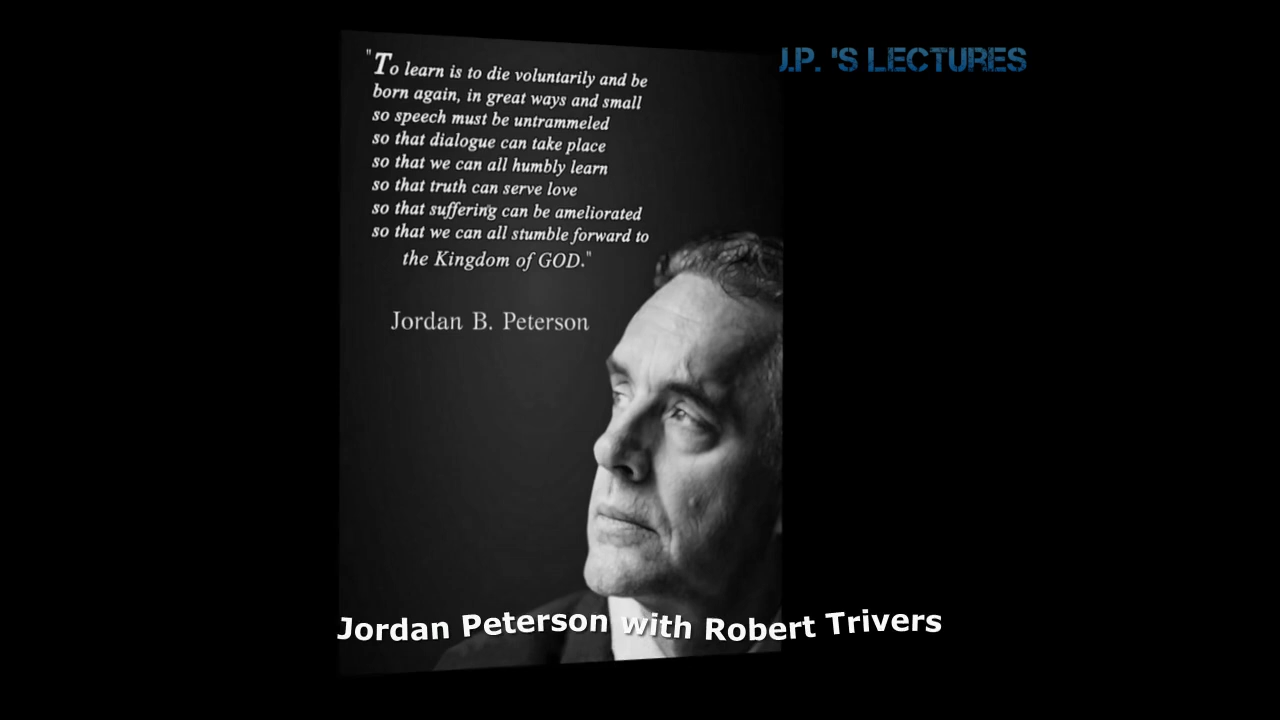 "To learn is to die voluntarily and be
born again, in great ways and small
so speech must be untrammeled
so that dialogue can take place
so that we can all humbly learn
so that truth can serve love
so that suffering can be ameliorated
so that we can all stumble forward to
the Kingdom of GOD."
Jordan B. Peterson
J.P. 'S LECTURES
Jordan Peterson with Robert Trivers